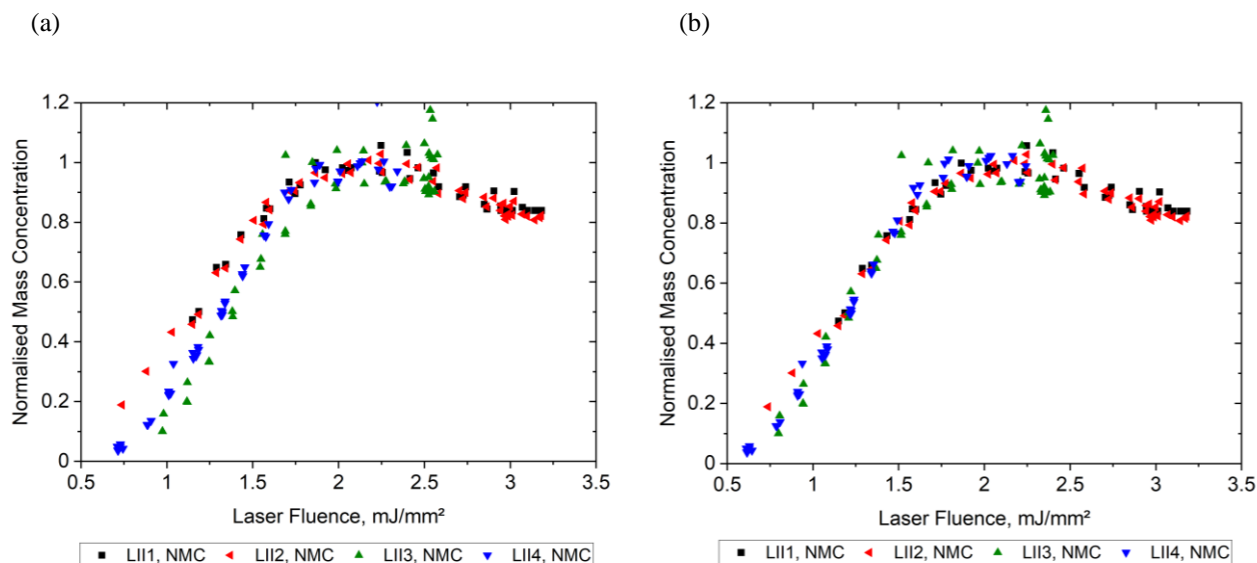 (a)
(b)
Normalised Mass Concentration
1.2
1
0.8
0.6
0.4
0.2
0
0.5 1 1.5 2 2.5 3 3.5
Laser Fluence, mJ/mm²
LII1, NMC LII2, NMC LII3, NMC LII4, NMC
Normalised Mass Concentration
1.2
1
0.8
0.6
0.4
0.2
0
0.5 1 1.5 2 2.5 3 3.5
Laser Fluence, mJ/mm²
LII1, NMC LII2, NMC LII3, NMC LII4, NMC